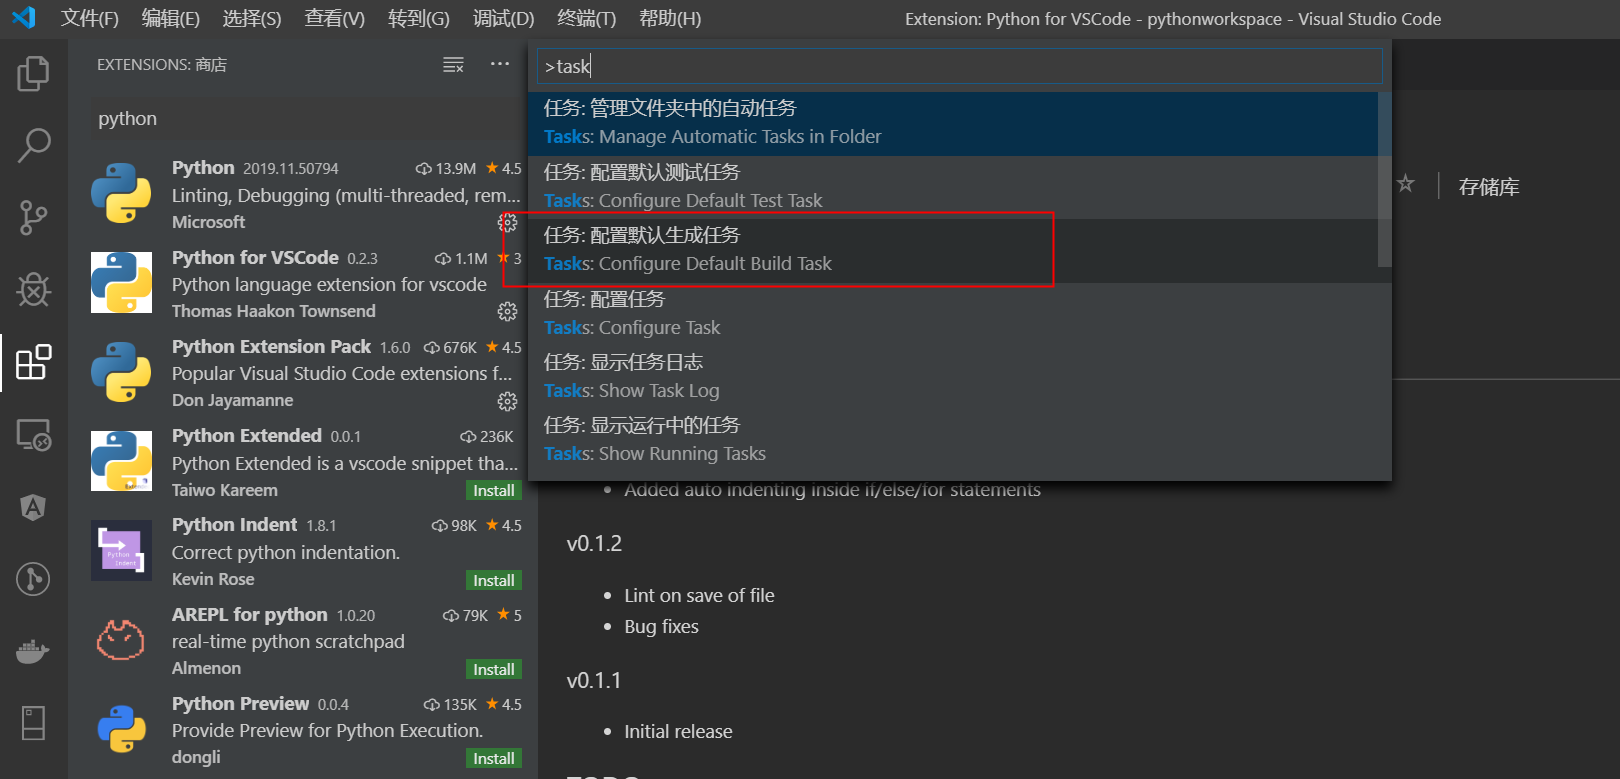 文件(F) 编辑(E) 选择(S) 查看(V) 转到(G) 调试(D) 终端(T) 帮助(H) Extension: Python for VSCode - pythonworkspace - Visual Studio Code
EXTENSIONS: 商店
python
Python 2019.11.50794 13.9M 4.5
Linting, Debugging (multi-threaded, rem...
Microsoft
Python for VSCode 0.2.3 1.1M 3
Python language extension for vscode
Thomas Haakon Townsend
Python Extension Pack 1.6.0 676K 4.5
Popular Visual Studio Code extensions f...
Don Jayamanne
Python Extended 0.0.1 236K
Python Extended is a vscode snippet tha...
Taiwo Kareem Install
Python Indent 1.8.1 98K 4.5
Correct python indentation.
Kevin Rose Install
AREPL for python 1.0.20 79K 5
real-time python scratchpad
Almenon Install
Python Preview 0.0.4 135K 4.5
Provide Preview for Python Execution.
dongli Install
>task
任务: 管理文件夹中的自动任务
Tasks: Manage Automatic Tasks in Folder
任务: 配置默认测试任务
Tasks: Configure Default Test Task
任务: 配置默认生成任务
Tasks: Configure Default Build Task
任务: 配置任务
Tasks: Configure Task
任务: 显示任务日志
Tasks: Show Task Log
任务: 显示运行中的任务
Tasks: Show Running Tasks
存储库
Added auto indenting inside if/else/for statements
v0.1.2
Lint on save of file
Bug fixes
v0.1.1
Initial release